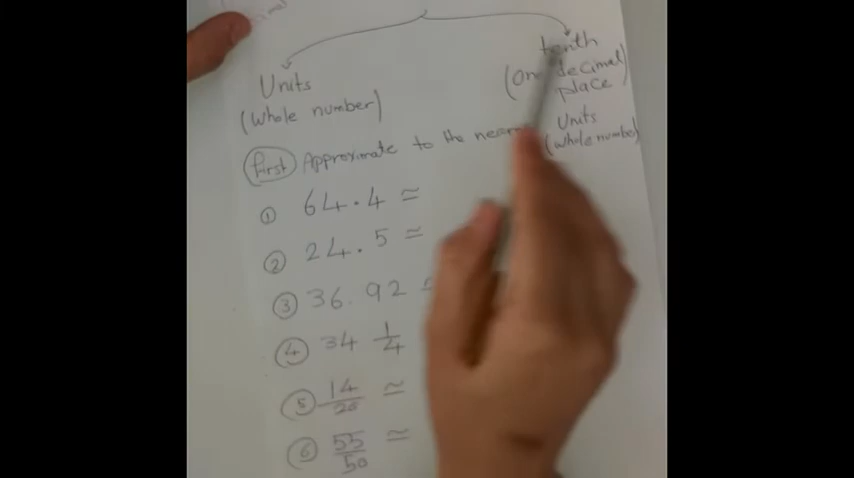 Units
(whole number)
tenth
(One decimal place)
First Approximate to the
Units
(whole number)
① 64.4 ≃
② 24.5 ≃
③ 36.92
④ 34 1/4
⑤ 14/20 ≃
⑥ 55/50 ≃